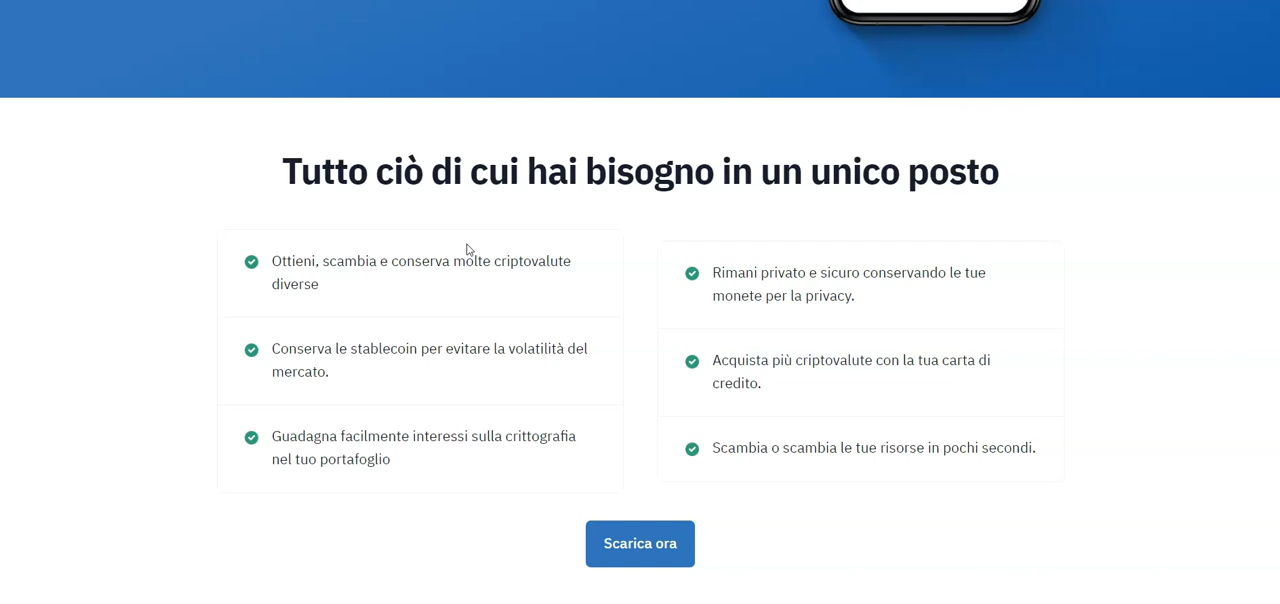 Tutto ciò di cui hai bisogno in un unico posto
Ottieni, scambia e conserva molte criptovalute
diverse
Conserva le stablecoin per evitare la volatilità del
mercato.
Guadagna facilmente interessi sulla crittografia
nel tuo portafoglio
Rimani privato e sicuro conservando le tue
monete per la privacy.
Acquista più criptovalute con la tua carta di
credito.
Scambia o scambia le tue risorse in pochi secondi.
Scarica ora